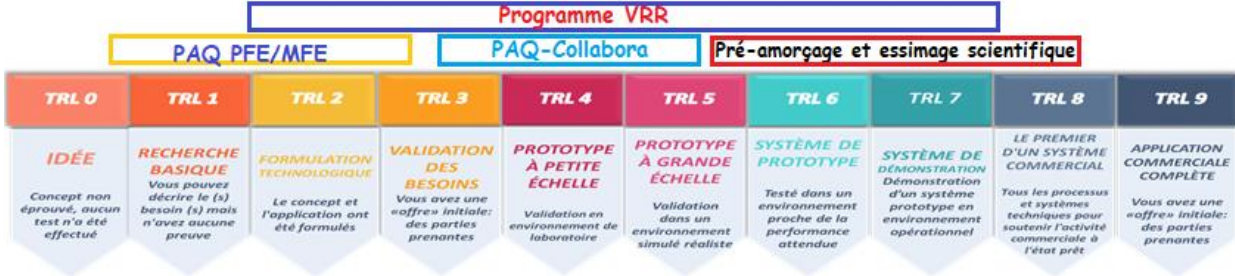 Programme VRR
PAQ PFE/MFE
PAQ-Collabora
Pré-amorçage et essimage scientifique
TRL 0
TRL 1
TRL 2
TRL 3
TRL 4
TRL 5
TRL 6
TRL 7
TRL 8
TRL 9
IDÉE
Concept non
éprouvé, aucun
test n'a été
effectué
RECHERCHE
BASIQUE
Vous pouvez
décrire le (s)
besoin (s) mais
n'avez aucune
preuve
FORMULATION
TECHNOLOGIQUE
Le concept et
l'application ont
été formulés
VALIDATION
DES
BESOINS
Vous avez une
«offre» initiale:
des parties
prenantes
PROTOTYPE
À PETITE
ÉCHELLE
Validation en
environnement de
laboratoire
PROTOTYPE
À GRANDE
ÉCHELLE
Validation
dans un
environnement
simulé réaliste
SYSTÈME DE
PROTOTYPE
Testé dans un
environnement
proche de la
performance
attendue
SYSTÈME DE
DÉMONSTRATION
Démonstration
d'un système
prototype en
environnement
opérationnel
LE PREMIER
D'UN SYSTÈME
COMMERCIAL
Tous les processus
et systèmes
techniques pour
soutenir l'activité
commerciale à
l'état prêt
APPLICATION
COMMERCIALE
COMPLÈTE
Vous avez une
«offre» initiale:
des parties
prenantes